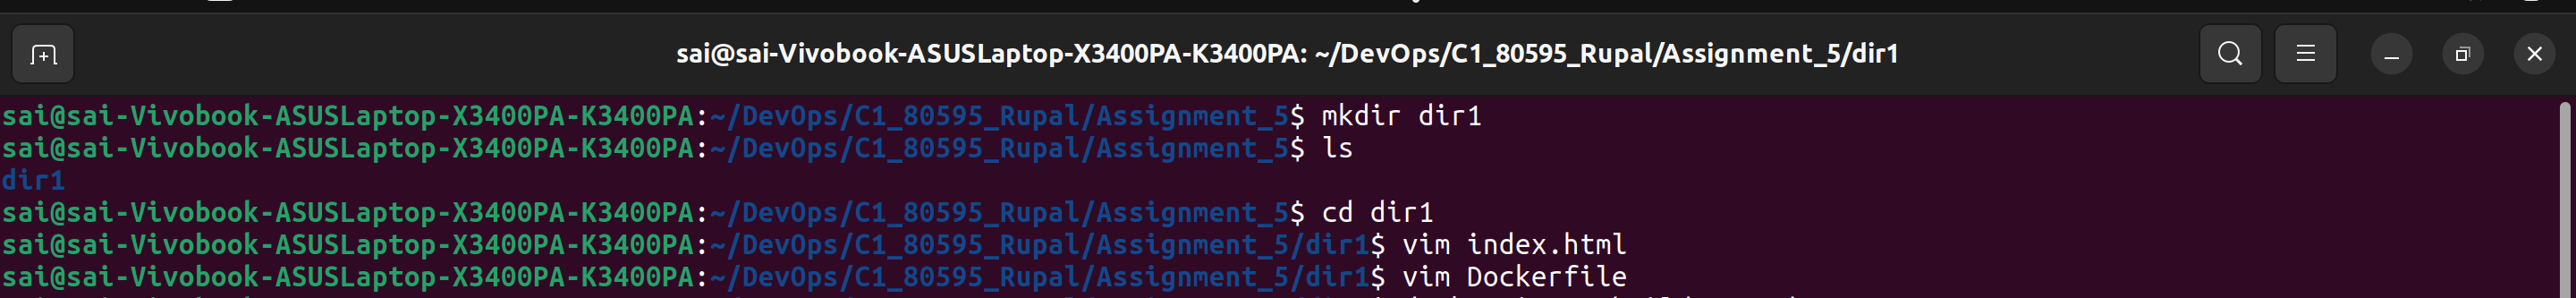 sai@sai-Vivobook-ASUSLaptop-X3400PA-K3400PA: ~/DevOps/C1_80595_Rupal/Assignment_5/dir1
sai@sai-Vivobook-ASUSLaptop-X3400PA-K3400PA:~/DevOps/C1_80595_Rupal/Assignment_5$ mkdir dir1
sai@sai-Vivobook-ASUSLaptop-X3400PA-K3400PA:~/DevOps/C1_80595_Rupal/Assignment_5$ ls
dir1
sai@sai-Vivobook-ASUSLaptop-X3400PA-K3400PA:~/DevOps/C1_80595_Rupal/Assignment_5$ cd dir1
sai@sai-Vivobook-ASUSLaptop-X3400PA-K3400PA:~/DevOps/C1_80595_Rupal/Assignment_5/dir1$ vim index.html
sai@sai-Vivobook-ASUSLaptop-X3400PA-K3400PA:~/DevOps/C1_80595_Rupal/Assignment_5/dir1$ vim Dockerfile